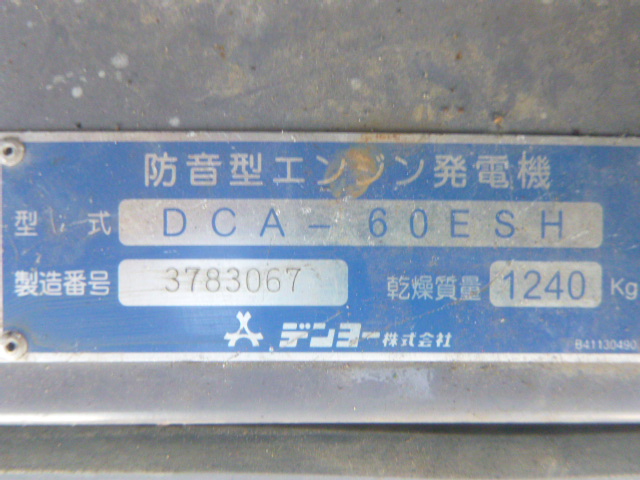 防音型エンジン発電機
型式 DCA-60ESH
製造番号 3783067 乾燥質量 1240 Kg
デンヨー株式会社 B41130490